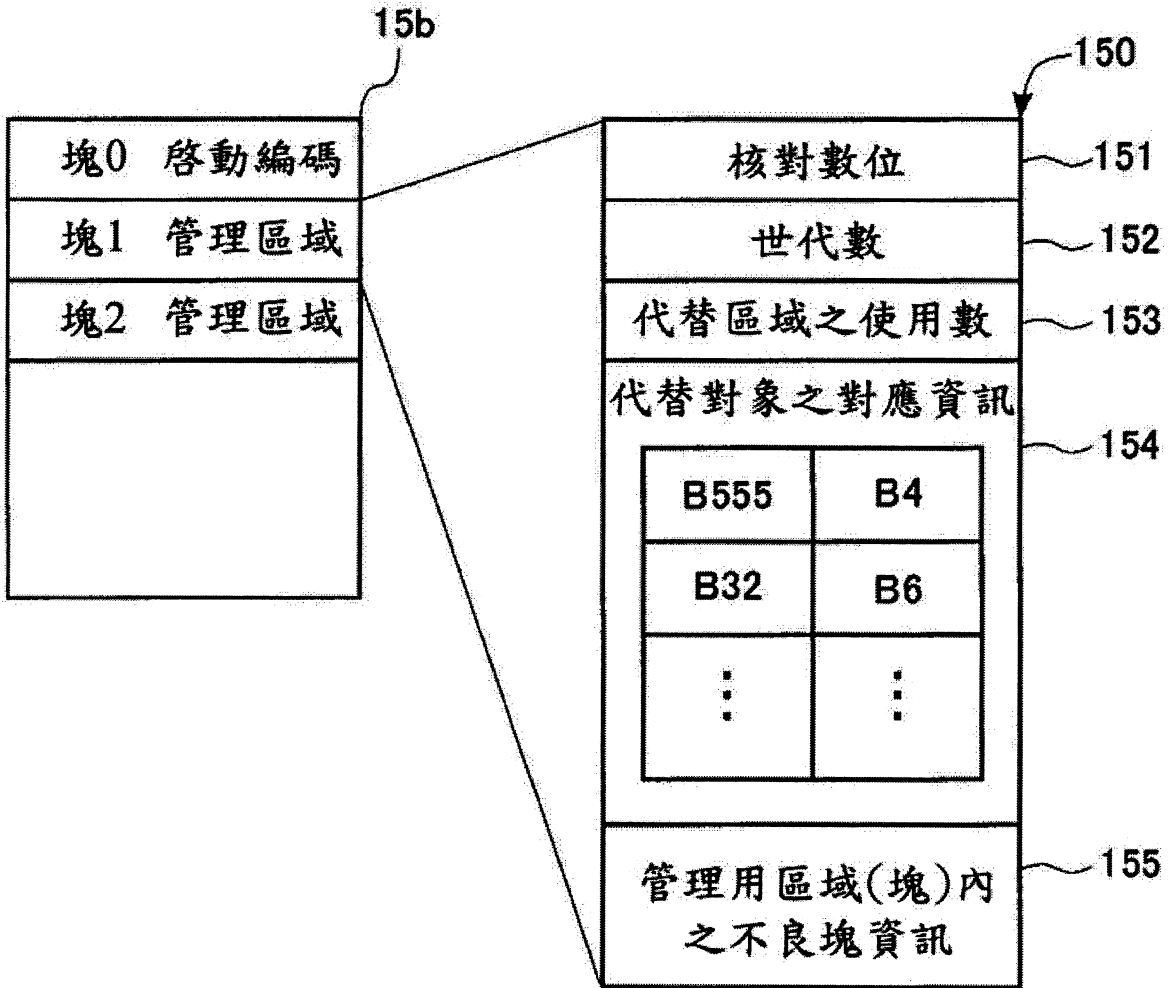 15b
150
塊0 啓動編碼
塊1 管理區域
塊2 管理區域
核對數位
151
世代數
152
代替區域之使用數
153
代替對象之對應資訊
154
B555 B4
B32 B6
⋮ ⋮
管理用區域(塊)內
之不良塊資訊
155